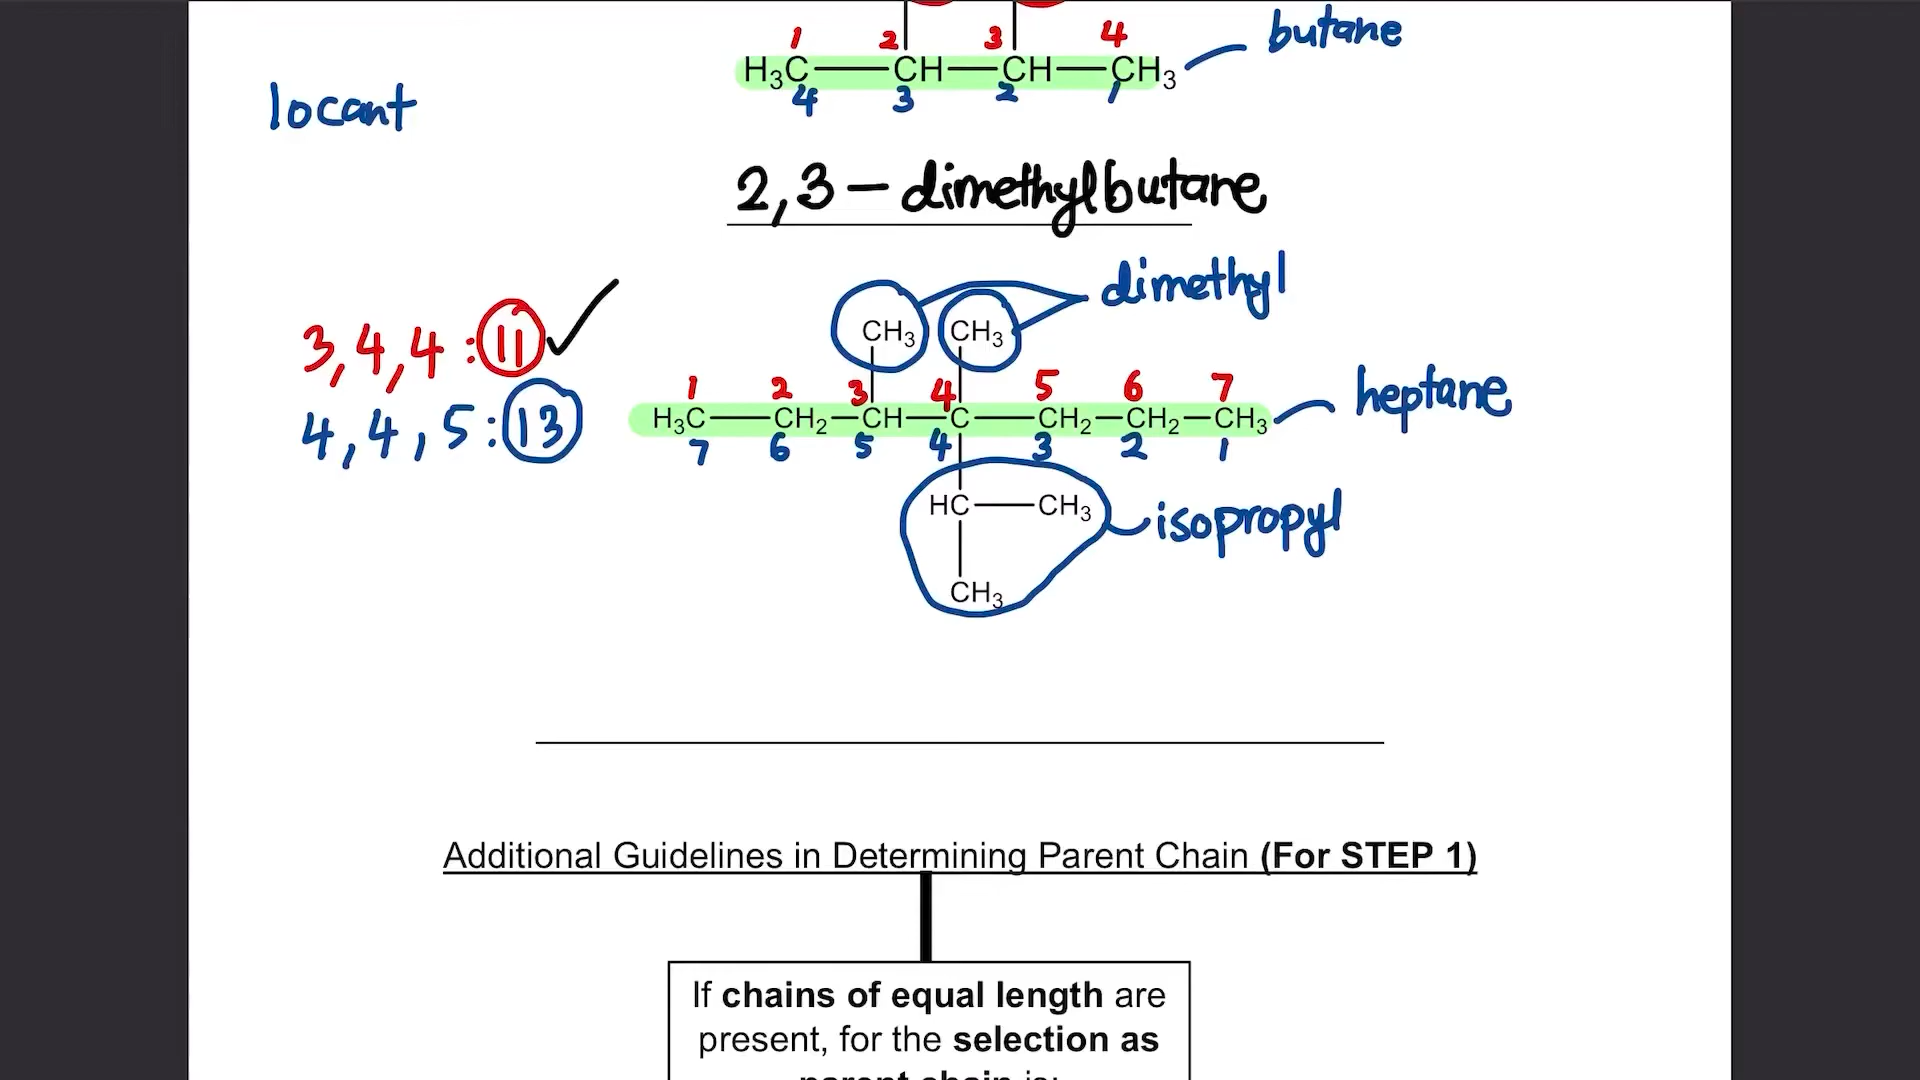 1 2 3 4
butane
H₃C—CH—CH—CH₃
4 3 2 1
locant
2,3-dimethylbutane
dimethyl
3,4,4:11
CH₃ CH₃
1 2 3 4 5 6 7
heptane
H₃C—CH₂—CH—C—CH₂—CH₂—CH₃
4,4,5:13
7 6 5 4 3 2 1
HC—CH₃
isopropyl
CH₃
Additional Guidelines in Determining Parent Chain (For STEP 1)
If chains of equal length are
present, for the selection as
parent chain is: